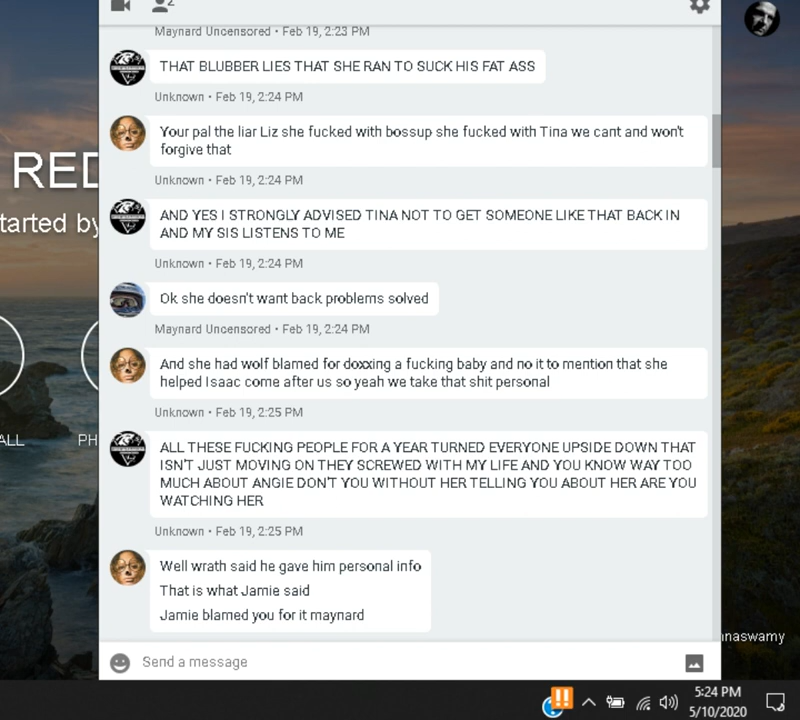 2
Maynard Uncensored • Feb 19, 2:23 PM
THAT BLUBBER LIES THAT SHE RAN TO SUCK HIS FAT ASS
Unknown • Feb 19, 2:24 PM
Your pal the liar Liz she fucked with bossup she fucked with Tina we cant and won't
forgive that
Unknown • Feb 19, 2:24 PM
AND YES I STRONGLY ADVISED TINA NOT TO GET SOMEONE LIKE THAT BACK IN
AND MY SIS LISTENS TO ME
Unknown • Feb 19, 2:24 PM
Ok she doesn't want back problems solved
Maynard Uncensored • Feb 19, 2:24 PM
And she had wolf blamed for doxxing a fucking baby and no it to mention that she
helped Isaac come after us so yeah we take that shit personal
Unknown • Feb 19, 2:25 PM
ALL THESE FUCKING PEOPLE FOR A YEAR TURNED EVERYONE UPSIDE DOWN THAT
ISN'T JUST MOVING ON THEY SCREWED WITH MY LIFE AND YOU KNOW WAY TOO
MUCH ABOUT ANGIE DON'T YOU WITHOUT HER TELLING YOU ABOUT HER ARE YOU
WATCHING HER
Unknown • Feb 19, 2:25 PM
Well wrath said he gave him personal info
That is what Jamie said
Jamie blamed you for it maynard
Send a message
RED
tarted by
ALL
PH
nnaswamy
5:24 PM
5/10/2020